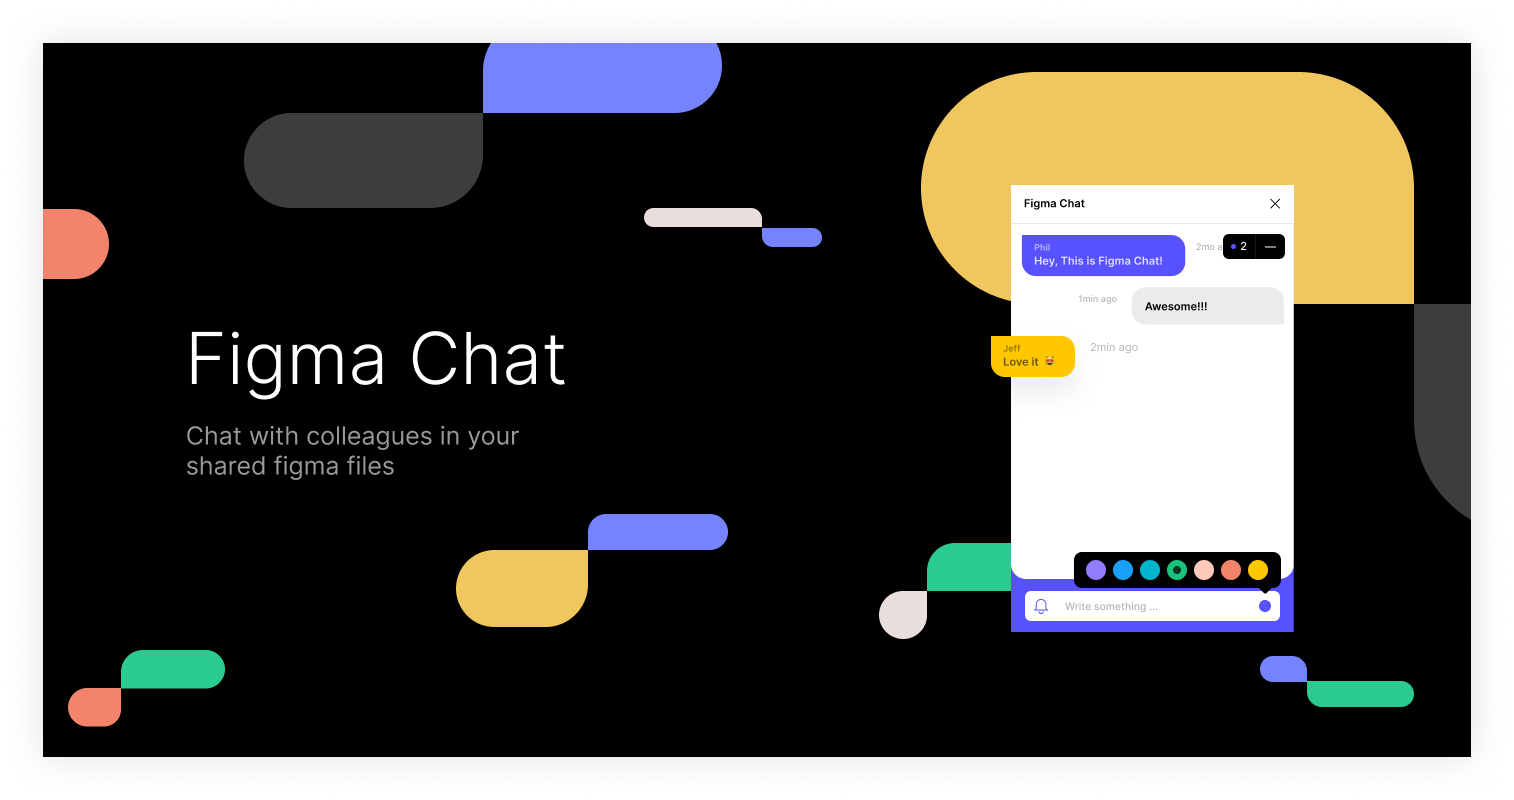 Figma Chat
Chat with colleagues in your
shared figma files
Figma Chat
Phil
Hey, This is Figma Chat!
2mo a
2
1min ago
Awesome!!!
Jeff
Love it 🥰
2min ago
Write something ...